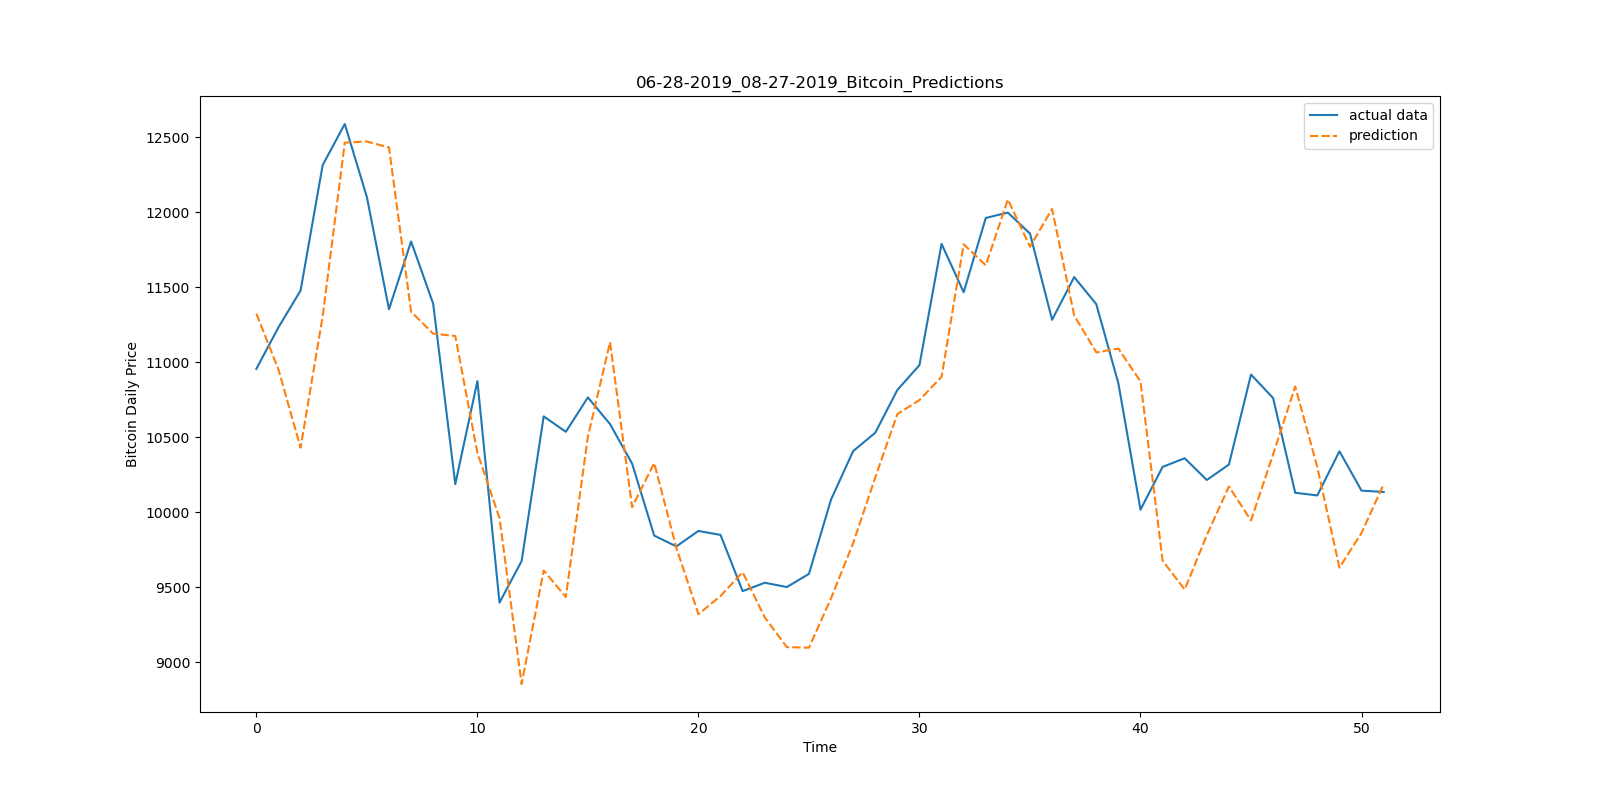 06-28-2019_08-27-2019_Bitcoin_Predictions
actual data
prediction
Bitcoin Daily Price
12500
12000
11500
11000
10500
10000
9500
9000
0 10 20 30 40 50
Time